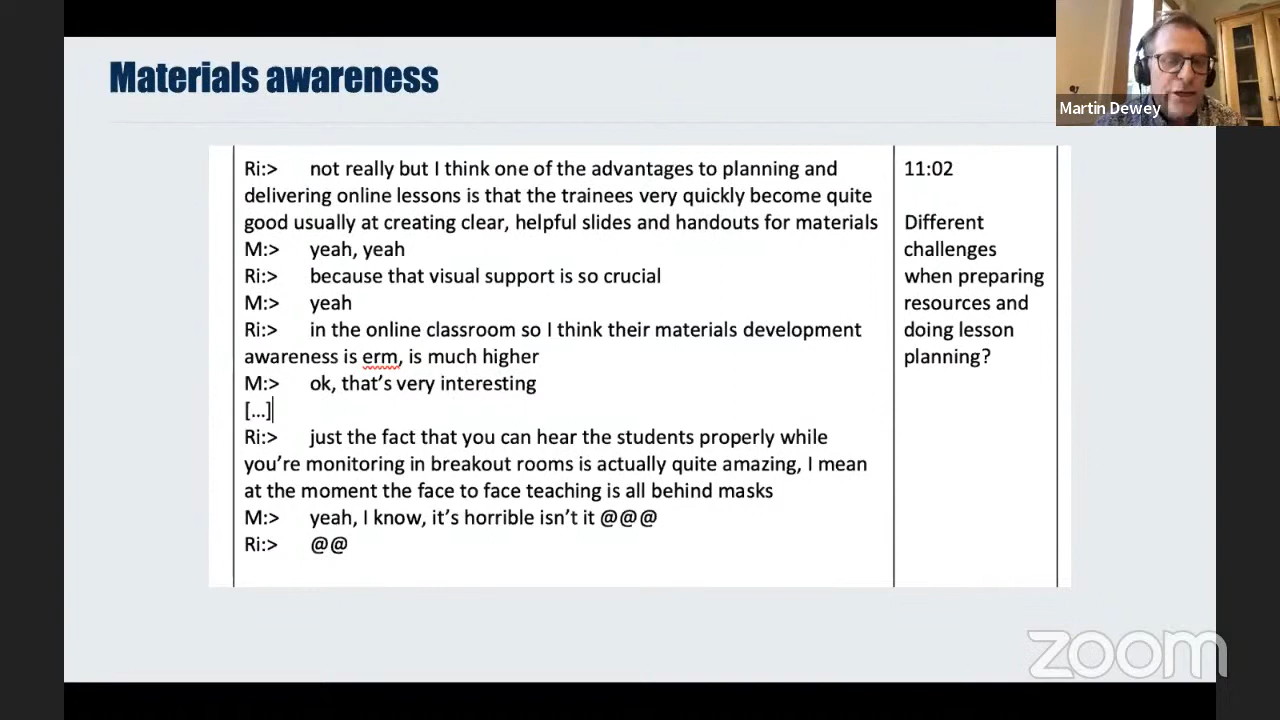 Materials awareness
Martin Dewey
Ri:> not really but I think one of the advantages to planning and
delivering online lessons is that the trainees very quickly become quite
good usually at creating clear, helpful slides and handouts for materials
M:> yeah, yeah
Ri:> because that visual support is so crucial
M:> yeah
Ri:> in the online classroom so I think their materials development
awareness is erm, is much higher
M:> ok, that’s very interesting
[…]
Ri:> just the fact that you can hear the students properly while
you’re monitoring in breakout rooms is actually quite amazing, I mean
at the moment the face to face teaching is all behind masks
M:> yeah, I know, it’s horrible isn’t it @@@
Ri:> @@
11:02
Different
challenges
when preparing
resources and
doing lesson
planning?
zoom